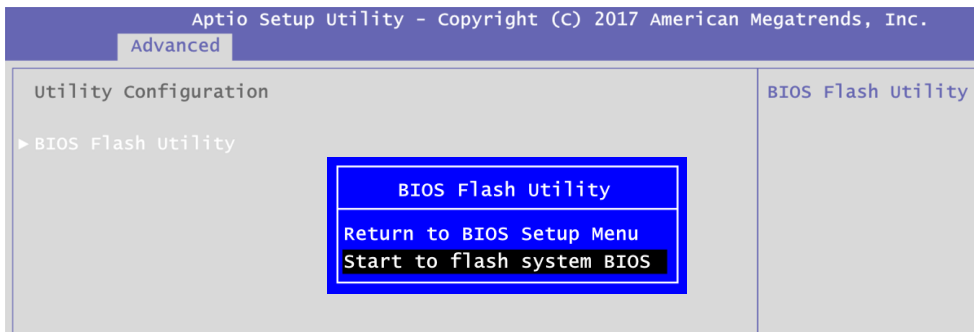 Aptio Setup Utility - Copyright (C) 2017 American Megatrends, Inc.
Advanced
Utility Configuration
BIOS Flash Utility
BIOS Flash Utility
BIOS Flash Utility
Return to BIOS Setup Menu
Start to flash system BIOS